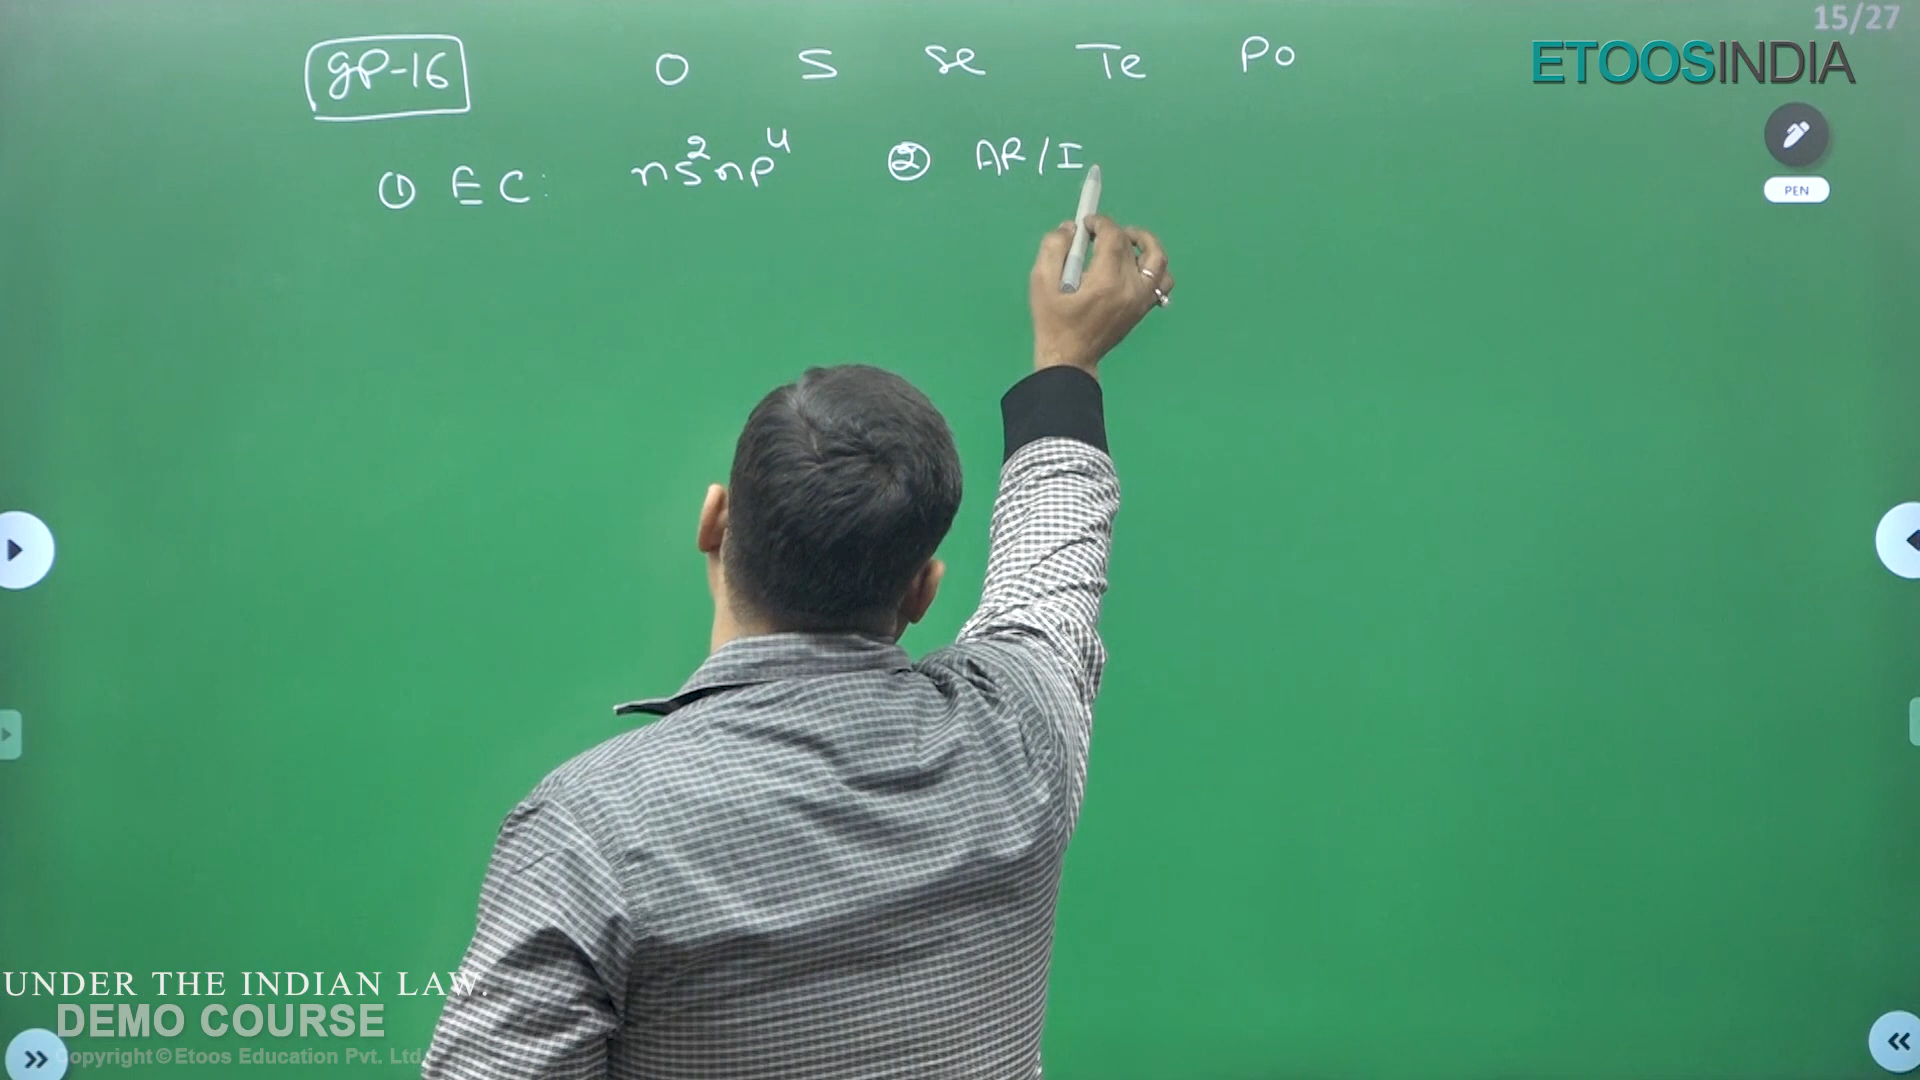 15/27
ETOOSINDIA
GP-16 O S Se Te Po
① EC: ns²np⁴ ② AR/I
PEN
UNDER THE INDIAN LAW.
DEMO COURSE
Copyright © Etoos Education Pvt. Ltd